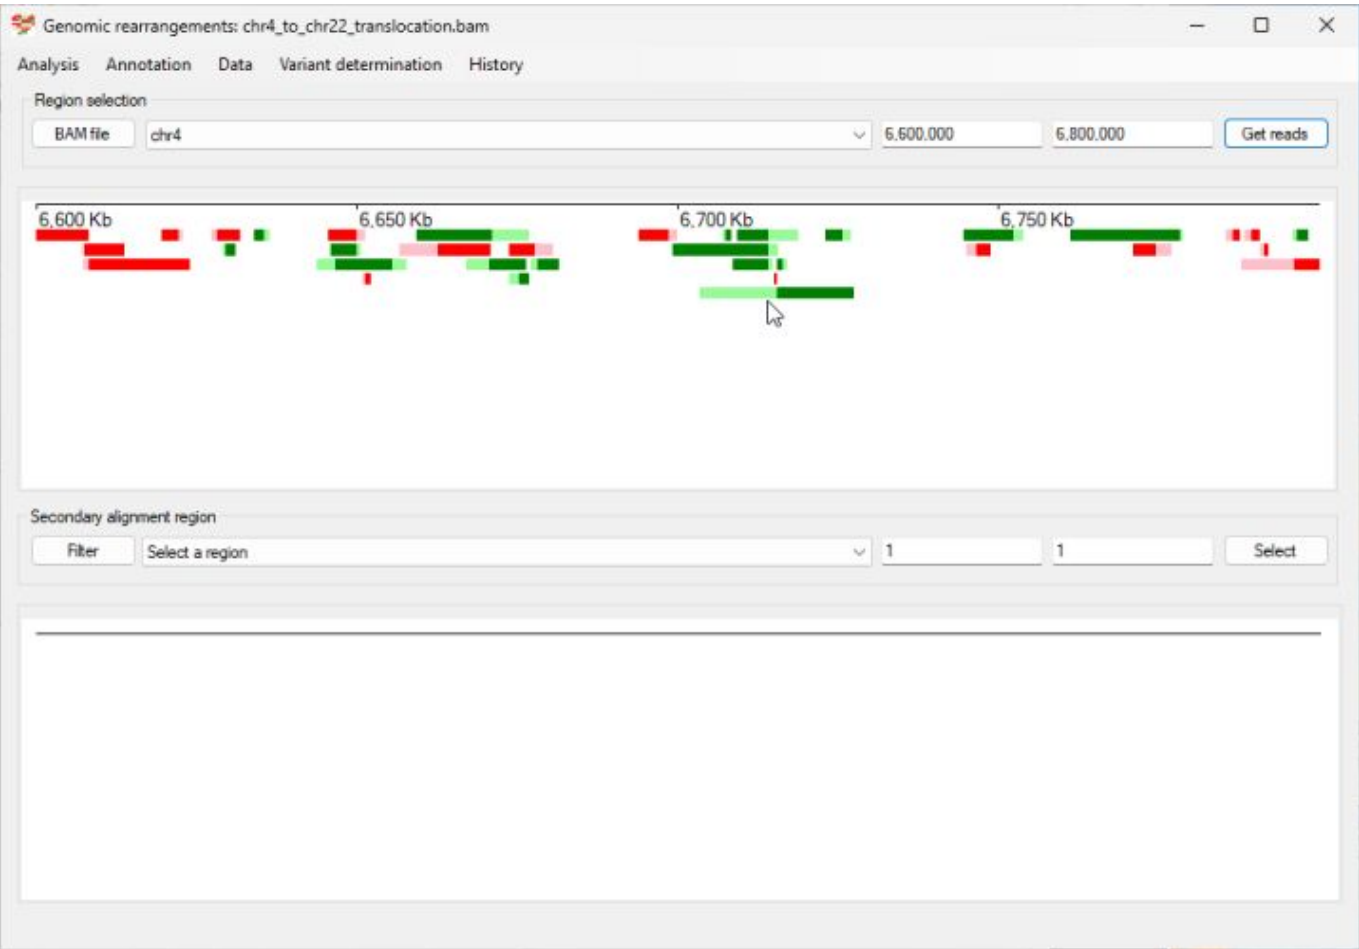 Genomic rearrangements: chr4_to_chr22_translocation.bam
Analysis Annotation Data Variant determination History
Region selection
BAM file chr4 6,600,000 6,800,000 Get reads
6,600 Kb 6,650 Kb 6,700 Kb 6,750 Kb
Secondary alignment region
Filter Select a region 1 1 Select